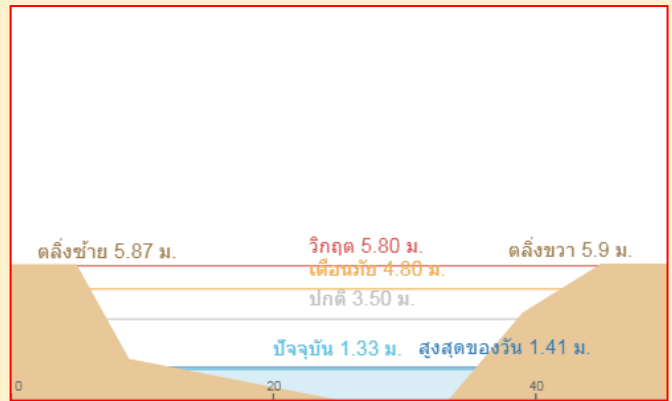 วิกฤต 5.80 ม.
ตลิ่งซ้าย 5.87 ม.
ตลิ่งขวา 5.9 ม.
เตือนภัย 4.80 ม.
ปกติ 3.50 ม.
ปัจจุบัน 1.33 ม.
สูงสุดของวัน 1.41 ม.
0
20
40